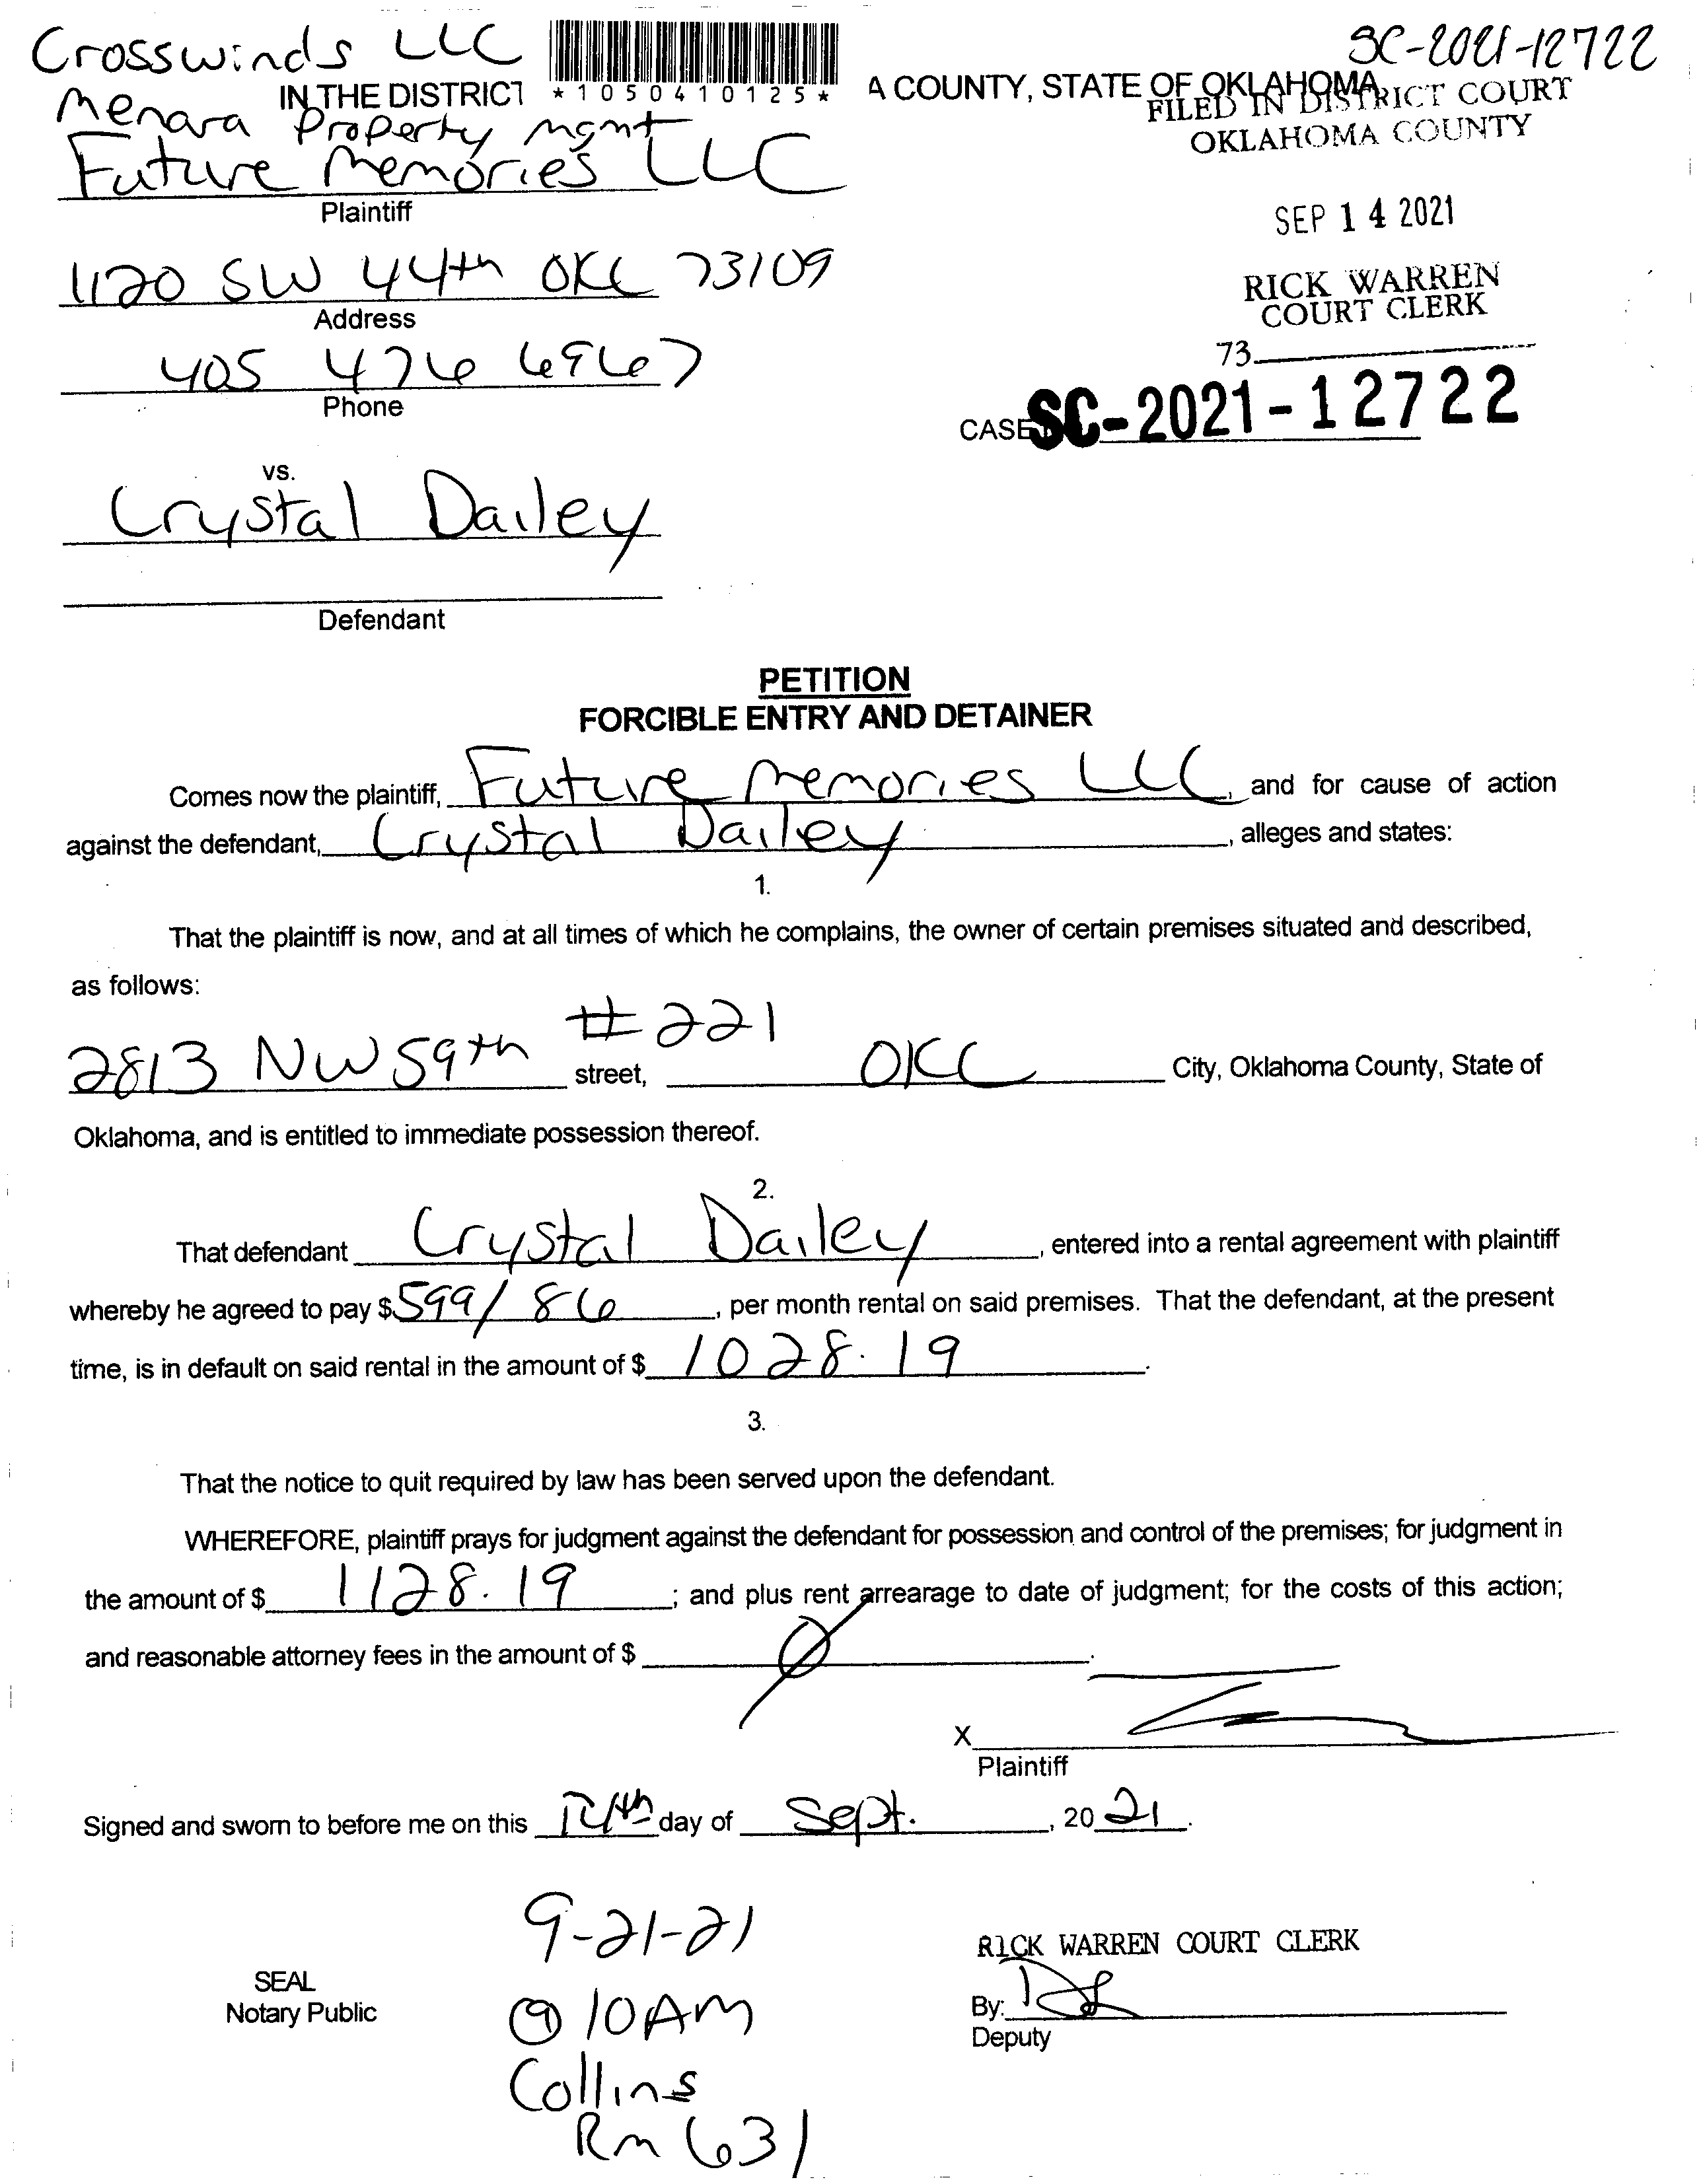 Crosswinds LLC
SC-2021-12722
IN THE DISTRICT
*1050410125*
A COUNTY, STATE OF OKLAHOMA
Menara Property Mgmt
FILED IN DISTRICT COURT
OKLAHOMA COUNTY
Future Memories LLC
Plaintiff
SEP 14 2021
1120 SW 44th OKC 73109
Address
RICK WARREN
COURT CLERK
405 476 6967
Phone
73
CASE SC-2021-12722
vs.
Crystal Dailey
Defendant
PETITION
FORCIBLE ENTRY AND DETAINER
Comes now the plaintiff, Future Memories LLC, and for cause of action
against the defendant, Crystal Dailey, alleges and states:
1.
That the plaintiff is now, and at all times of which he complains, the owner of certain premises situated and described,
as follows:
2813 NW 59th #221 street, OKC City, Oklahoma County, State of
Oklahoma, and is entitled to immediate possession thereof.
2.
That defendant Crystal Dailey, entered into a rental agreement with plaintiff
whereby he agreed to pay $599/86, per month rental on said premises. That the defendant, at the present
time, is in default on said rental in the amount of $1028.19.
3.
That the notice to quit required by law has been served upon the defendant.
WHEREFORE, plaintiff prays for judgment against the defendant for possession and control of the premises; for judgment in
the amount of $1128.19; and plus rent arrearage to date of judgment; for the costs of this action;
and reasonable attorney fees in the amount of $ 0.
X
Plaintiff
Signed and sworn to before me on this 14th day of Sept., 2021.
9-21-21
@ 10AM
Collins
Rm 631
SEAL
Notary Public
RICK WARREN COURT CLERK
By:
Deputy